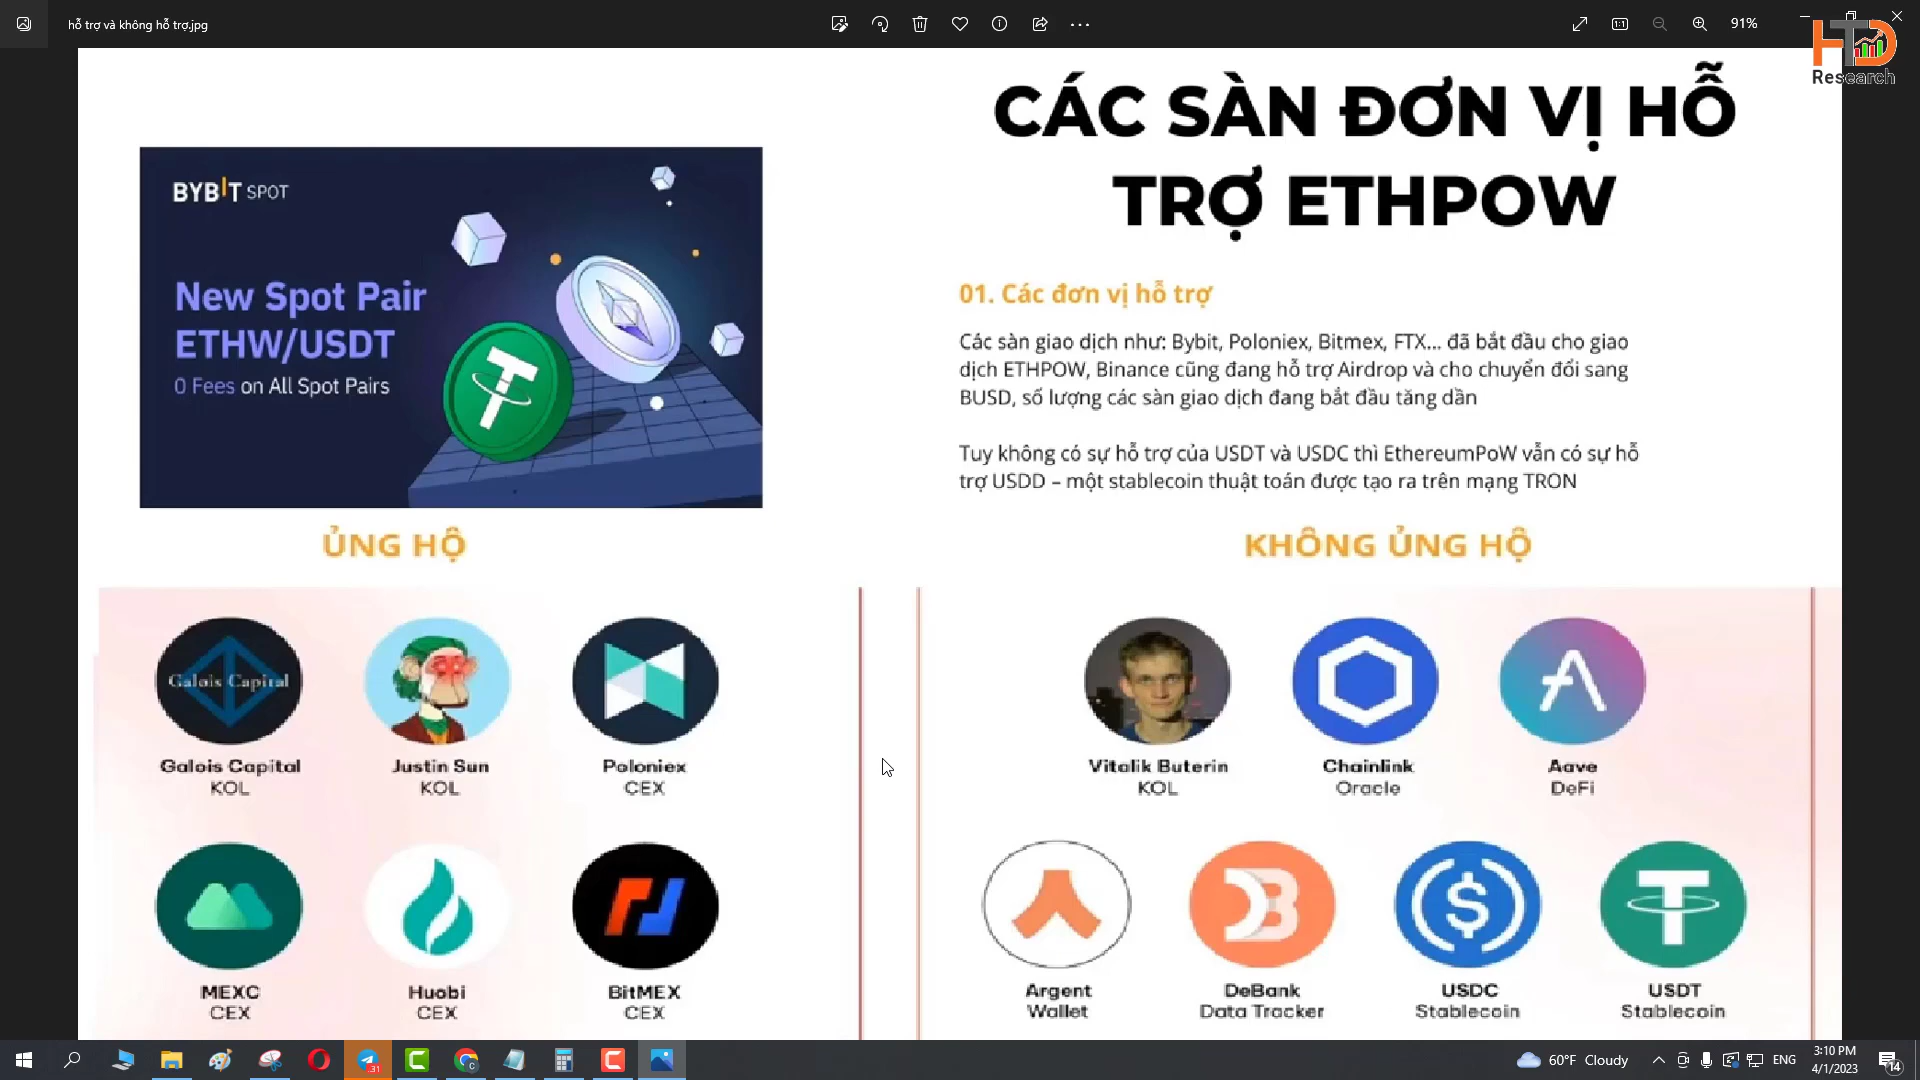 hỗ trợ và không hỗ trợ.jpg
91%
HTD
Research
CÁC SÀN ĐƠN VỊ HỖ
TRỢ ETHPOW
BYBIT SPOT
New Spot Pair
ETHW/USDT
0 Fees on All Spot Pairs
01. Các đơn vị hỗ trợ
Các sàn giao dịch như: Bybit, Poloniex, Bitmex, FTX... đã bắt đầu cho giao
dịch ETHPOW, Binance cũng đang hỗ trợ Airdrop và cho chuyển đổi sang
BUSD, số lượng các sàn giao dịch đang bắt đầu tăng dần
Tuy không có sự hỗ trợ của USDT và USDC thì EthereumPoW vẫn có sự hỗ
trợ USDD – một stablecoin thuật toán được tạo ra trên mạng TRON
ỦNG HỘ
Galois Capital
Galois Capital
KOL
Justin Sun
KOL
Poloniex
CEX
MEXC
CEX
Huobi
CEX
BitMEX
CEX
KHÔNG ỦNG HỘ
Vitalik Buterin
KOL
Chainlink
Oracle
Aave
DeFi
Argent
Wallet
DeBank
Data Tracker
USDC
Stablecoin
USDT
Stablecoin
31
60°F Cloudy
ENG
3:10 PM
4/1/2023
14